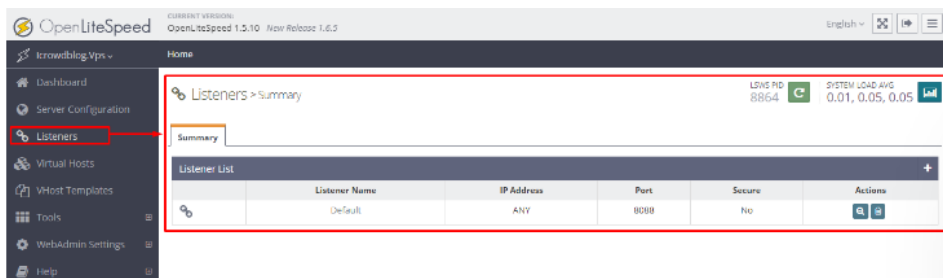 OpenLiteSpeed
CURRENT VERSION:
OpenLiteSpeed 1.5.10 New Release 1.6.5
English
Icrowdblog.Vps
Home
Dashboard
Server Configuration
Listeners
Virtual Hosts
VHost Templates
Tools
WebAdmin Settings
Help
Listeners > Summary
LSWS PID
8864
SYSTEM LOAD AVG
0.01, 0.05, 0.05
Summary
Listener List
Listener Name IP Address Port Secure Actions
Default ANY 8088 No